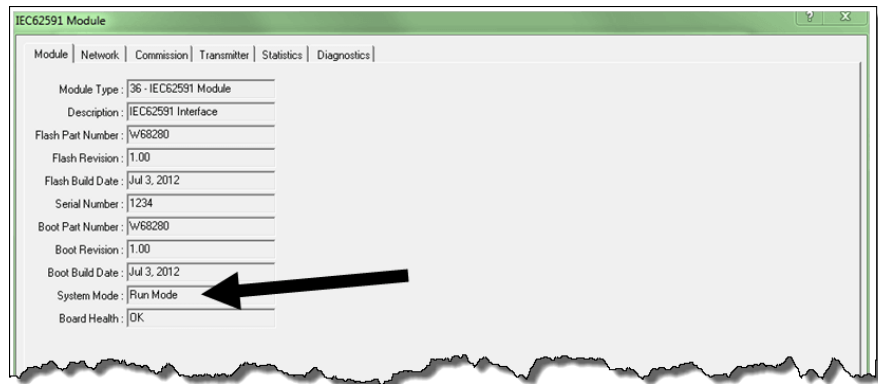 IEC62591 Module
? X
Module Network Commission Transmitter Statistics Diagnostics
Module Type : 36 - IEC62591 Module
Description : IEC62591 Interface
Flash Part Number : W68280
Flash Revision : 1.00
Flash Build Date : Jul 3, 2012
Serial Number : 1234
Boot Part Number : W68280
Boot Revision : 1.00
Boot Build Date : Jul 3, 2012
System Mode : Run Mode
Board Health : OK